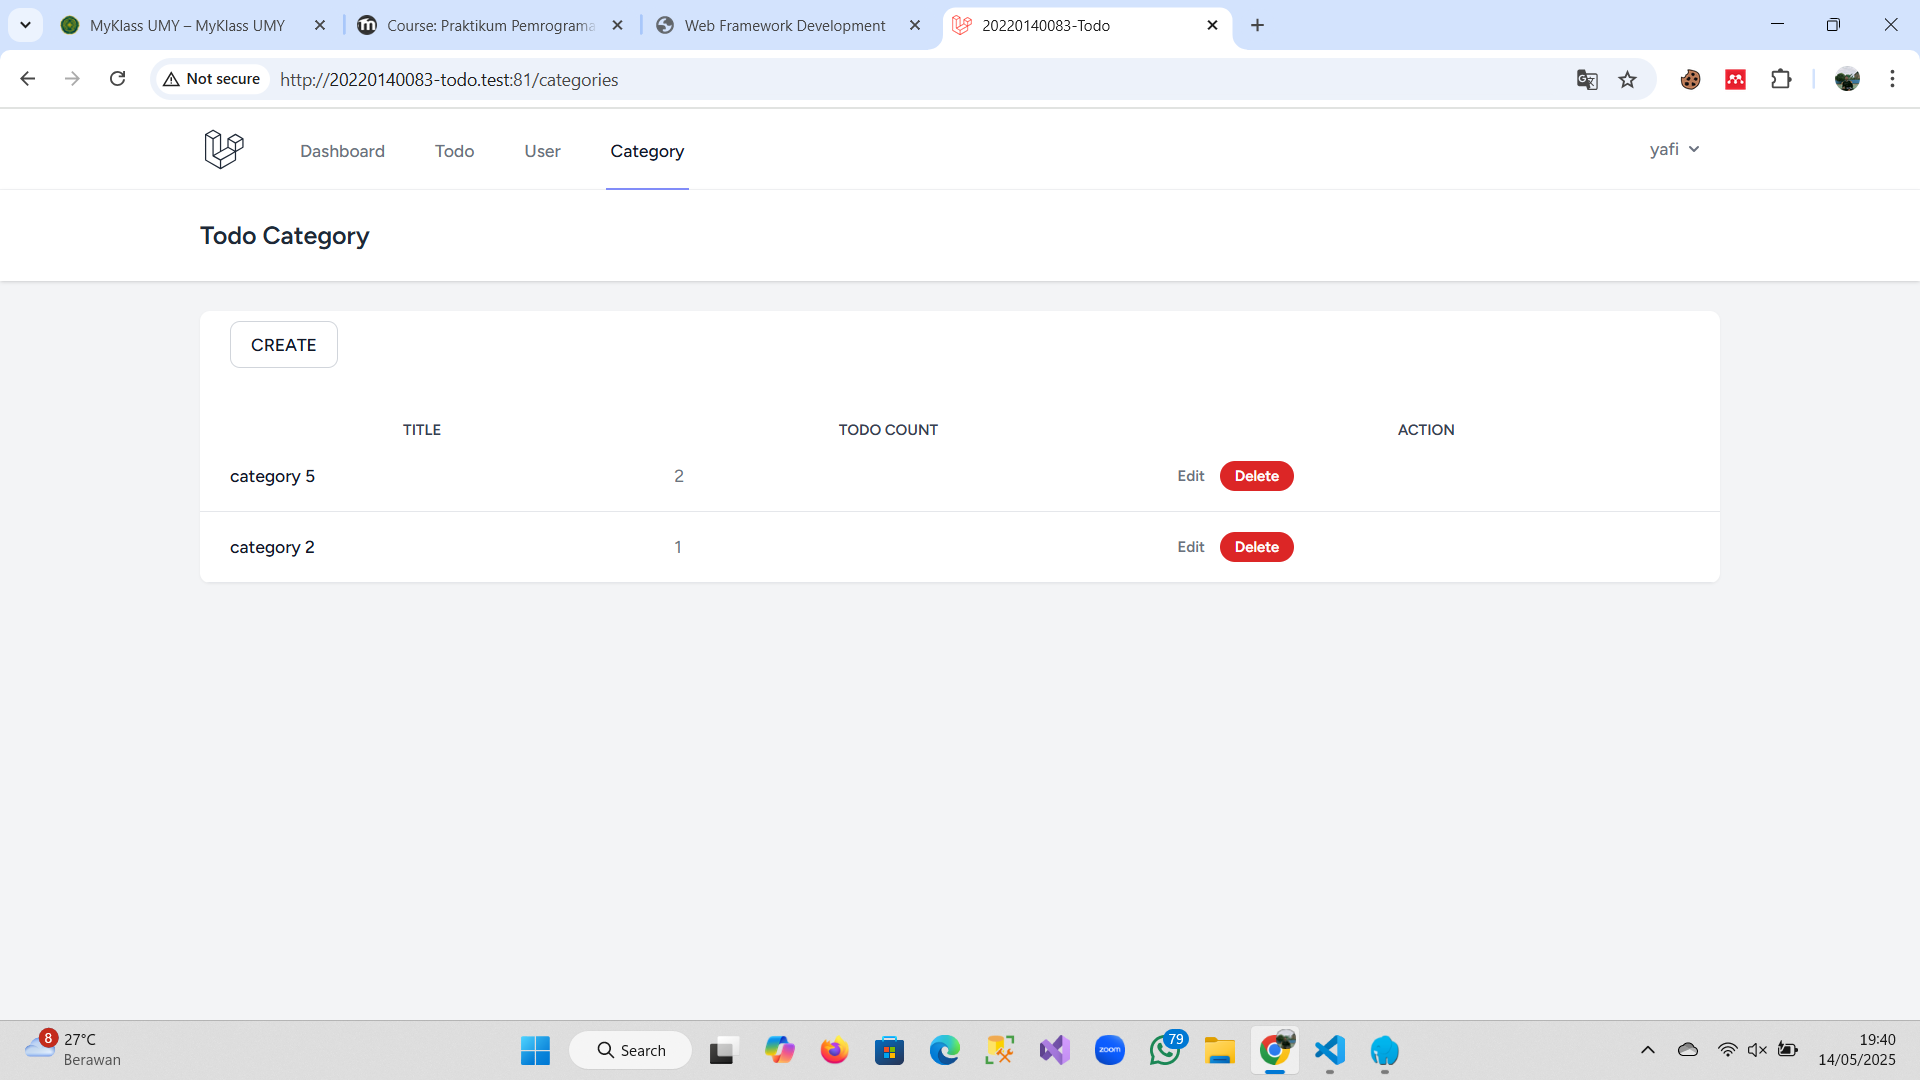 MyKlass UMY – MyKlass UMY
Course: Praktikum Pemrograma
Web Framework Development
20220140083-Todo
Not secure
http://20220140083-todo.test:81/categories
Dashboard
Todo
User
Category
yafi
Todo Category
CREATE
TITLE
TODO COUNT
ACTION
category 5
2
Edit
Delete
category 2
1
Edit
Delete
8
27°C
Berawan
Search
zoom
79
19:40
14/05/2025